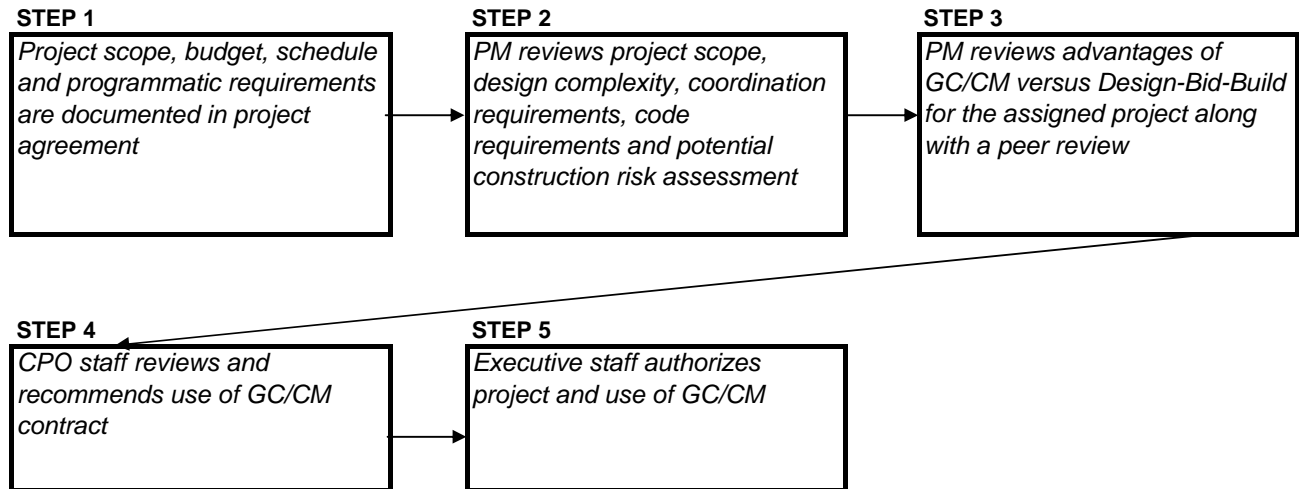 STEP 1
Project scope, budget, schedule
and programmatic requirements
are documented in project
agreement
STEP 2
PM reviews project scope,
design complexity, coordination
requirements, code
requirements and potential
construction risk assessment
STEP 3
PM reviews advantages of
GC/CM versus Design-Bid-Build
for the assigned project along
with a peer review
STEP 4
CPO staff reviews and
recommends use of GC/CM
contract
STEP 5
Executive staff authorizes
project and use of GC/CM